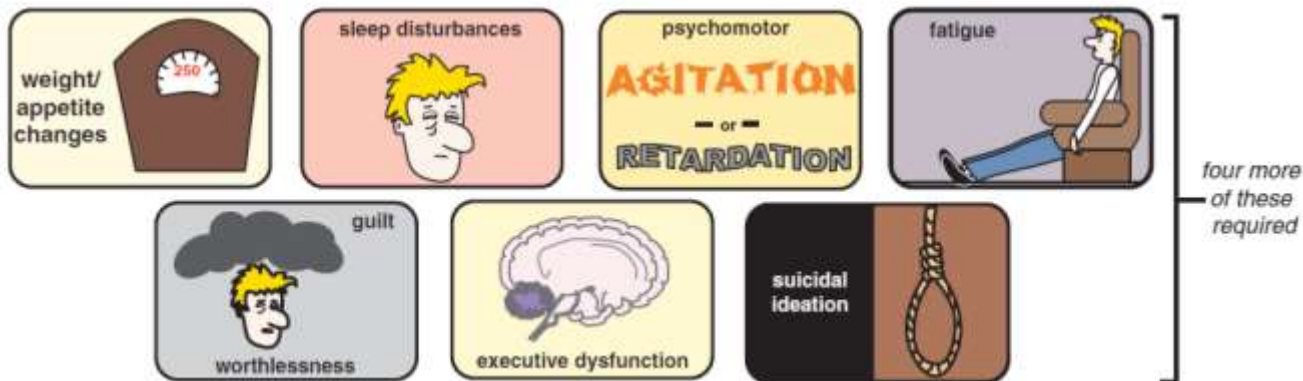 weight/
appetite
changes
250
sleep disturbances
psychomotor
AGITATION
- or -
RETARDATION
fatigue
four more
of these
required
guilt
worthlessness
executive dysfunction
suicidal
ideation